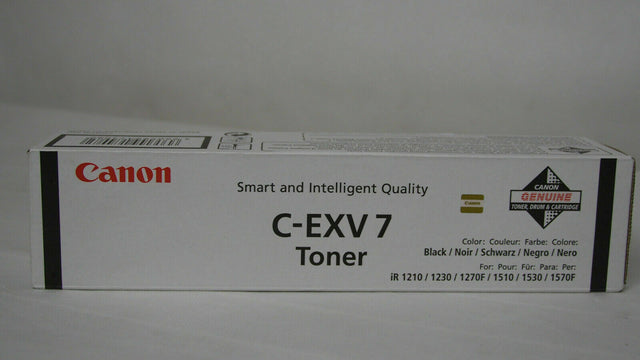 Canon
Smart and Intelligent Quality
C-EXV 7
Toner
Canon
CANON
GENUINE
TONER, DRUM & CARTRIDGE
Color: Couleur: Farbe: Colore:
Black / Noir / Schwarz / Negro / Nero
For: Pour: Für: Para: Per:
iR 1210 / 1230 / 1270F / 1510 / 1530 / 1570F